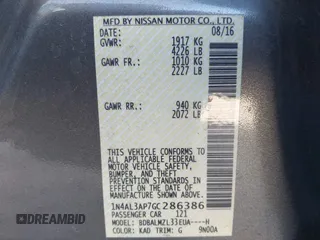 MFD BY NISSAN MOTOR CO., LTD.
DATE: 08/16
GVWR: 1917 KG
4226 LB
GAWR FR.: 1010 KG
2227 LB
GAWR RR.: 940 KG
2072 LB
THIS VEHICLE CONFORMS TO ALL
APPLICABLE FEDERAL MOTOR
VEHICLE SAFETY, BUMPER, AND
THEFT PREVENTION STANDARDS
IN EFFECT ON THE DATE OF
MANUFACTURE SHOWN ABOVE.
1N4AL3AP7GC286386
PASSENGER CAR 121
MODEL: BDBALMZL33EUA----H
COLOR: KAD TRIM: G 9N00A